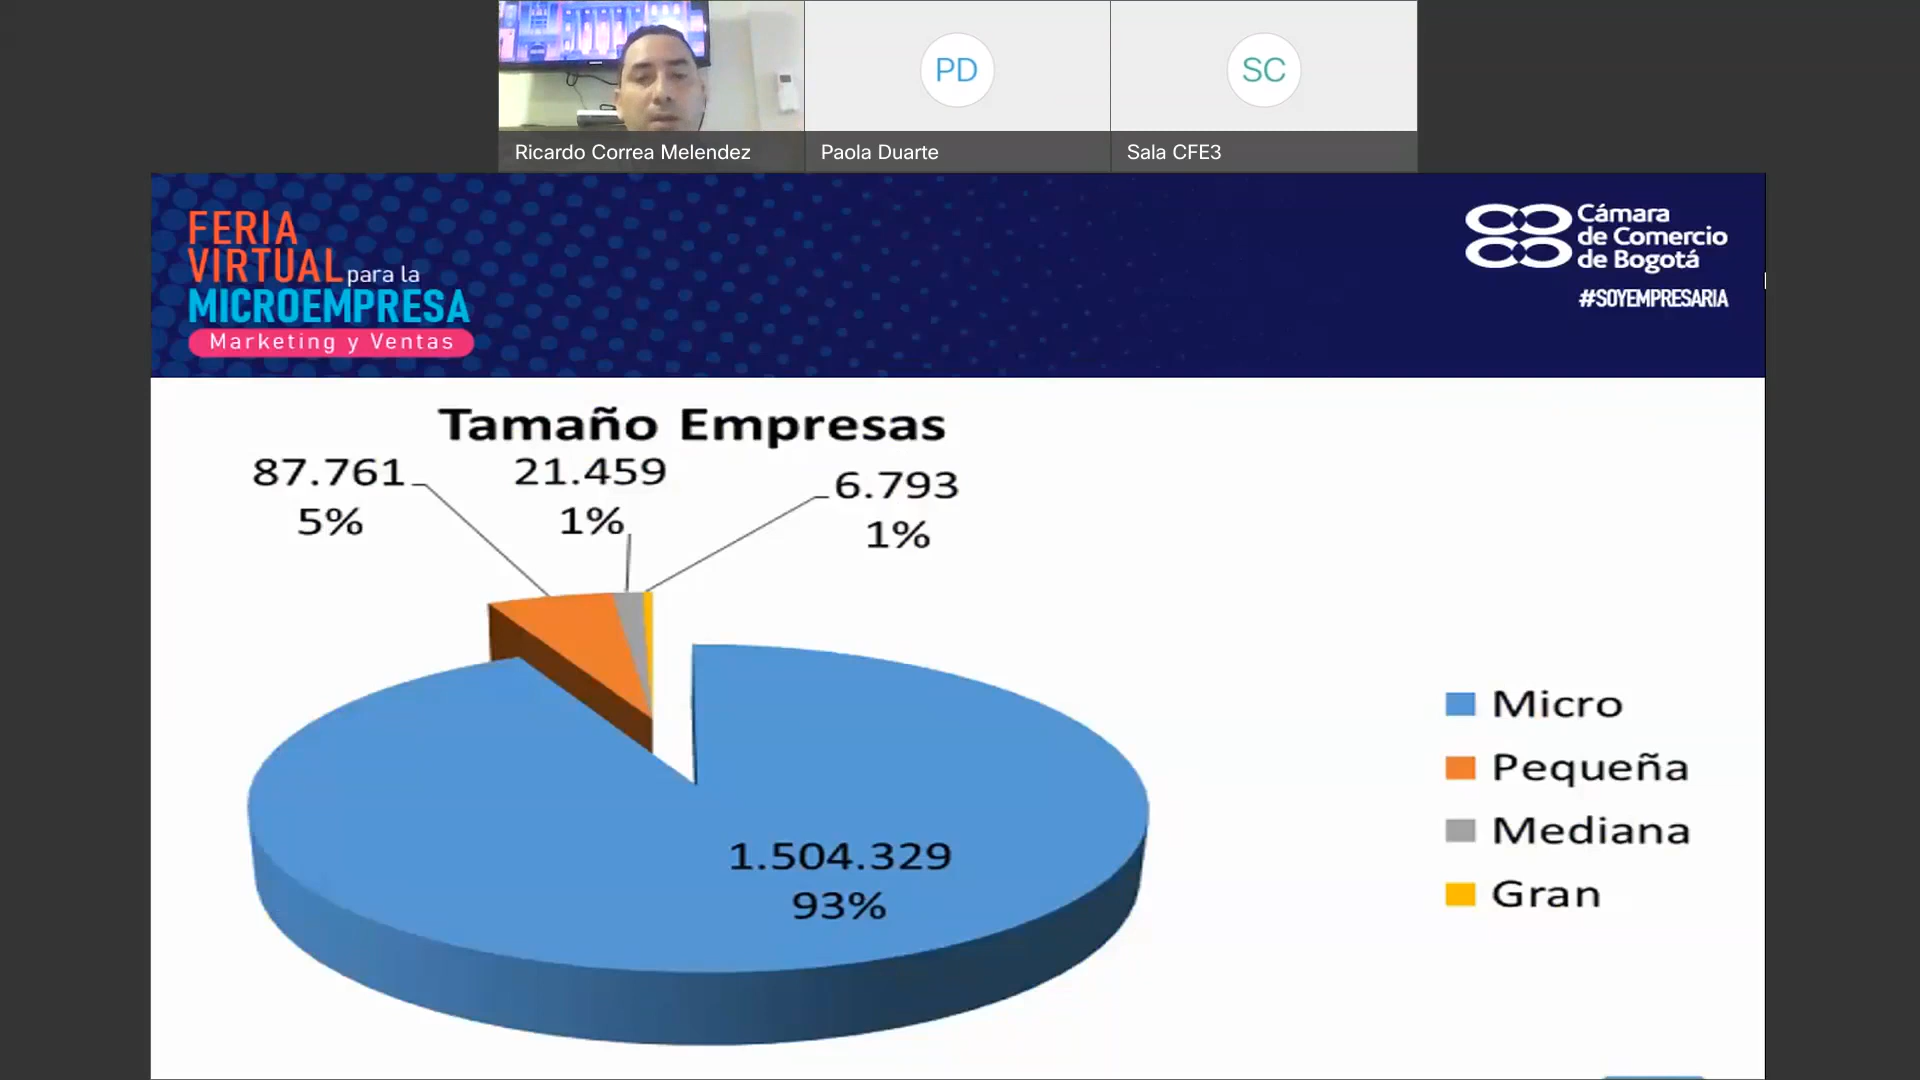 PD
SC
Ricardo Correa Melendez
Paola Duarte
Sala CFE3
FERIA
VIRTUAL para la
MICROEMPRESA
Marketing y Ventas
Cámara
de Comercio
de Bogotá
#SOYEMPRESARIA
Tamaño Empresas
87.761
5%
21.459
1%
6.793
1%
1.504.329
93%
Micro
Pequeña
Mediana
Gran